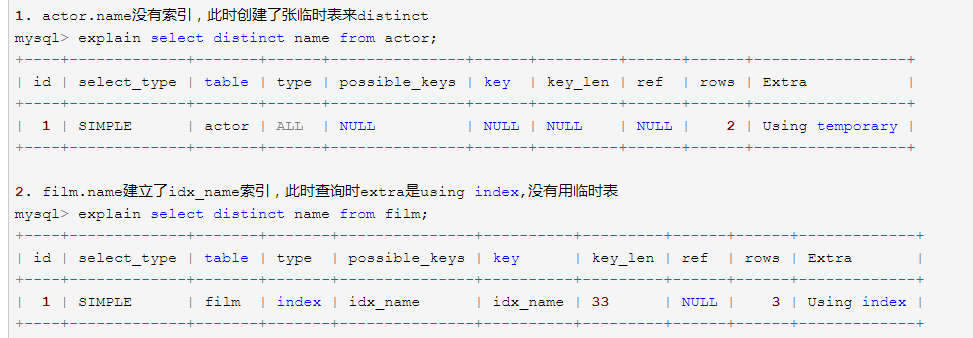 1. actor.name没有索引，此时创建了张临时表来distinct
mysql> explain select distinct name from actor;
+----+-------------+-------+------+---------------+------+---------+------+------+-----------------+
| id | select_type | table | type | possible_keys | key  | key_len | ref  | rows | Extra           |
+----+-------------+-------+------+---------------+------+---------+------+------+-----------------+
|  1 | SIMPLE      | actor | ALL  | NULL          | NULL | NULL    | NULL |    2 | Using temporary |
+----+-------------+-------+------+---------------+------+---------+------+------+-----------------+
2. film.name建立了idx_name索引，此时查询时extra是using index,没有用临时表
mysql> explain select distinct name from film;
+----+-------------+-------+-------+---------------+----------+---------+------+------+-------------+
| id | select_type | table | type  | possible_keys | key      | key_len | ref  | rows | Extra       |
+----+-------------+-------+-------+---------------+----------+---------+------+------+-------------+
|  1 | SIMPLE      | film  | index | idx_name      | idx_name | 33      | NULL |    3 | Using index |
+----+-------------+-------+-------+---------------+----------+---------+------+------+-------------+